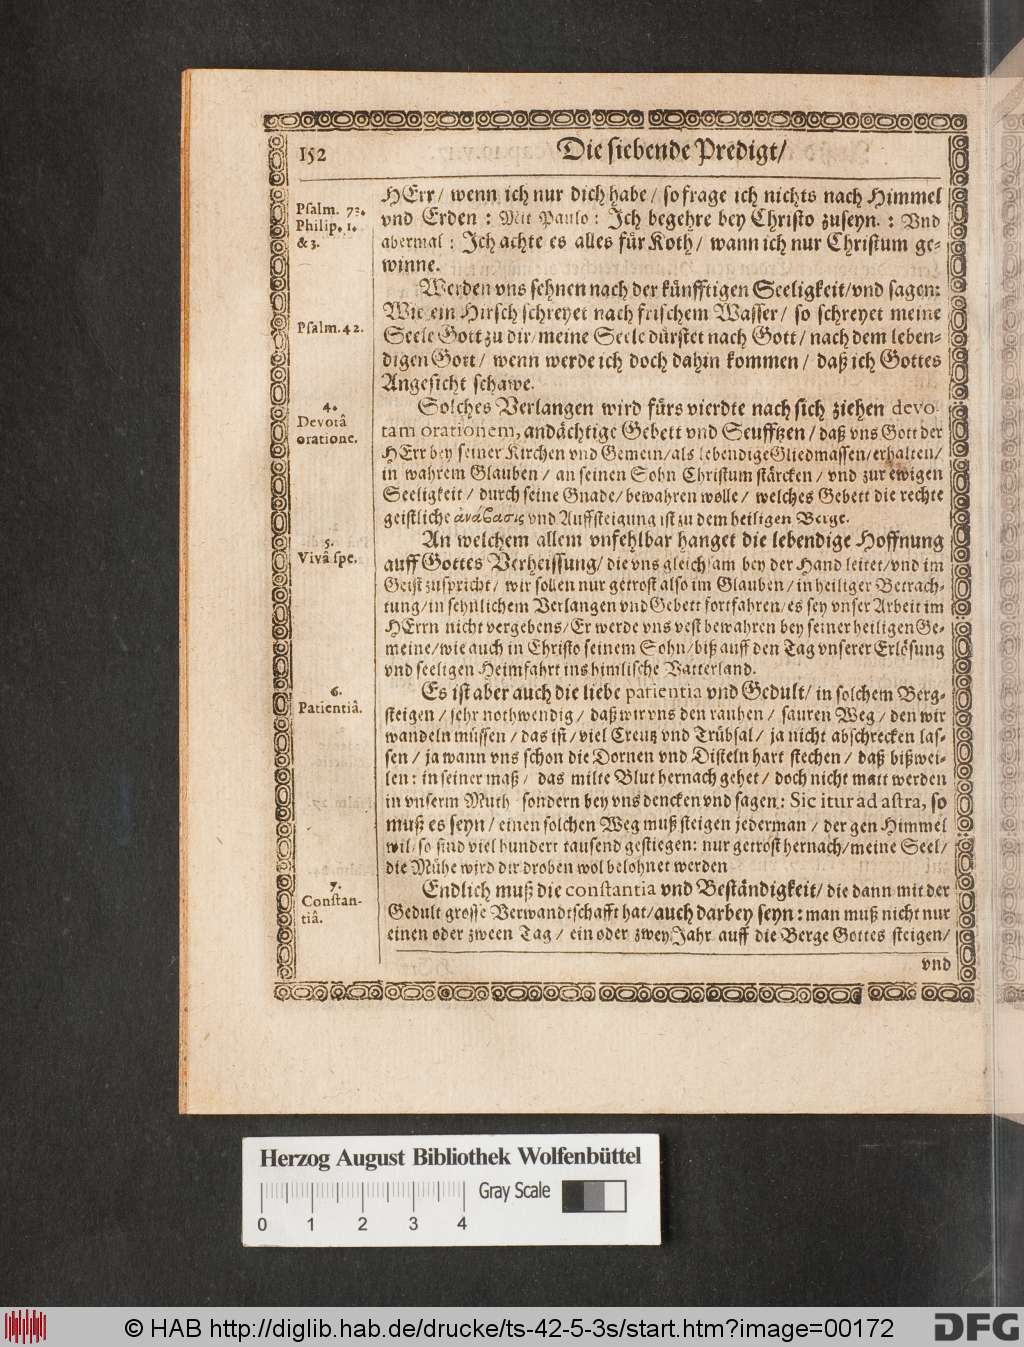 152
Die siebende Predigt/
Psalm. 73.
Philip. 1.
& 3.
HErr/ wenn ich nur dich habe/ so frage ich nichts nach Himmel
vnd Erden : Mit Paulo: Ich begehre bey Christo zuseyn. : Vnd
abermal : Ich achte es alles für Koth/ wann ich nur Christum ge-
winne.
Werden vns sehnen nach der künfftigen Seeligkeit/ vnd sagen:
Wie ein Hirsch schreyet nach frischem Wasser/ so schreyet meine
Psalm. 42.
Seele Gott zu dir/ meine Seele dürstet nach Gott/ nach dem leben-
digen Gott/ wenn werde ich doch dahin kommen/ daß ich Gottes
Angesicht schawe.
4.
Devotâ
oratione.
Solches Verlangen wird fürs vierdte nach sich ziehen devo-
tam orationem, andächtige Gebett vnd Seufftzen/ daß vns Gott der
HErr bey seiner Kirchen vnd Gemein/ als lebendige Gliedmassen/ erhalten/
in wahrem Glauben/ an seinen Sohn Christum stärcken/ vnd zur ewigen
Seeligkeit/ durch seine Gnade/ bewahren wolle/ welches Gebett die rechte
geistliche ἀνάβασις vnd Auffsteigung ist zu dem heiligen Berge.
5.
Vivâ spe.
An welchem allem vnfehlbar hanget die lebendige Hoffnung
auff Gottes Verheissung/ die vns gleichsam bey der Hand leitet/ vnd im
Geist zuspricht/ wir sollen nur getrost also im Glauben/ in heiliger Betrach-
tung/ in sehnlichem Verlangen vnd Gebett fortfahren/ es sey vnser Arbeit im
HErrn nicht vergebens/ Er werde vns vest bewahren bey seiner heiligen Ge-
meine/ wie auch in Christo seinem Sohn/ biß auff den Tag vnserer Erlösung
vnd seeligen Heimfahrt ins himlische Vatterland.
6.
Patientiâ.
Es ist aber auch die liebe patientia vnd Gedult/ in solchem Berg-
steigen/ sehr nothwendig/ daß wir vns den rauhen/ sauren Weg/ den wir
wandeln müssen/ das ist/ viel Creutz vnd Trübsal/ ja nicht abschrecken las-
sen/ ja wann vns schon die Dornen vnd Disteln hart stechen/ daß bißwei-
len : in seiner maß/ das milte Blut hernach gehet/ doch nicht matt werden
in vnserm Muth sondern bey vns dencken vnd sagen: Sic itur ad astra, so
muß es seyn/ einen solchen Weg muß steigen jederman/ der gen Himmel
wil/ so sind viel hundert tausend gestiegen: nur getrost hernach/ meine Seel/
die Mühe wird dir droben wol belohnet werden
7.
Constan-
tiâ.
Endlich muß die constantia vnd Beständigkeit/ die dann mit der
Gedult grosse Verwandtschafft hat/ auch darbey seyn: man muß nicht nur
einen oder zween Tag/ ein oder zwey Jahr auff die Berge Gottes steigen/
vnd
Herzog August Bibliothek Wolfenbüttel
Gray Scale
0 1 2 3 4
© HAB http://diglib.hab.de/drucke/ts-42-5-3s/start.htm?image=00172
DFG